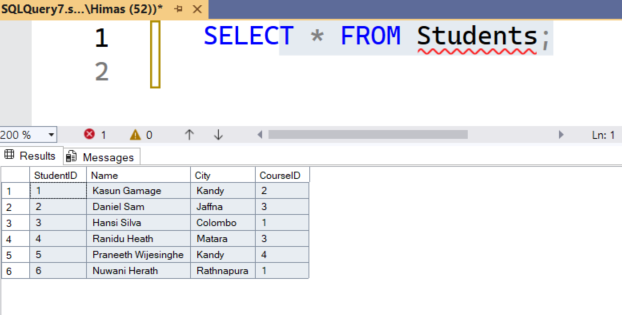 SQLQuery7.s...\Himas (52))*
1 SELECT * FROM Students;
2
200 % 1 0 Ln: 1
Results Messages
StudentID Name City CourseID
1 1 Kasun Gamage Kandy 2
2 2 Daniel Sam Jaffna 3
3 3 Hansi Silva Colombo 1
4 4 Ranidu Heath Matara 3
5 5 Praneeth Wijesinghe Kandy 4
6 6 Nuwani Herath Rathnapura 1